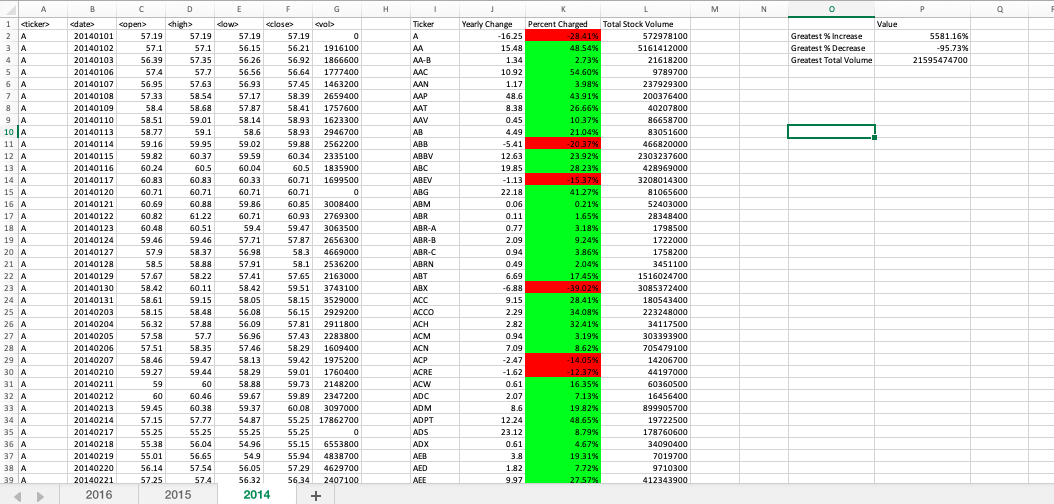 A B C D E F G H I J K L M N O P Q
1 <ticker> <date> <open> <high> <low> <close> <vol> Ticker Yearly Change Percent Charged Total Stock Volume Value
2 A 20140101 57.19 57.19 57.19 57.19 0 A -16.25 -28.41% 572978100 Greatest % Increase 5581.16%
3 A 20140102 57.1 57.1 56.15 56.21 1916100 AA 15.48 48.54% 5161412000 Greatest % Decrease -95.73%
4 A 20140103 56.39 57.35 56.26 56.92 1866600 AA-B 1.34 2.73% 21618200 Greatest Total Volume 21595474700
5 A 20140106 57.4 57.7 56.56 56.64 1777400 AAC 10.92 54.60% 9789700
6 A 20140107 56.95 57.63 56.93 57.45 1463200 AAN 1.17 3.98% 237929300
7 A 20140108 57.33 58.54 57.17 58.39 2659400 AAP 48.6 43.91% 200376400
8 A 20140109 58.4 58.68 57.87 58.41 1757600 AAT 8.38 26.66% 40207800
9 A 20140110 58.51 59.01 58.14 58.93 1623300 AAV 0.45 10.37% 86658700
10 A 20140113 58.77 59.1 58.6 58.93 2946700 AB 4.49 21.04% 83051600
11 A 20140114 59.16 59.95 59.02 59.88 2562200 ABB -5.41 -20.37% 466820000
12 A 20140115 59.82 60.37 59.59 60.34 2335100 ABBV 12.63 23.92% 2303237600
13 A 20140116 60.24 60.5 60.04 60.5 1835900 ABC 19.85 28.23% 428969000
14 A 20140117 60.83 60.83 60.33 60.71 1699500 ABEV -1.13 -15.37% 3208014300
15 A 20140120 60.71 60.71 60.71 60.71 0 ABG 22.18 41.27% 81065600
16 A 20140121 60.69 60.88 59.86 60.85 3008400 ABM 0.06 0.21% 52403000
17 A 20140122 60.82 61.22 60.71 60.93 2769300 ABR 0.11 1.65% 28348400
18 A 20140123 60.48 60.51 59.4 59.47 3063500 ABR-A 0.77 3.18% 1798500
19 A 20140124 59.46 59.46 57.71 57.87 2656300 ABR-B 2.09 9.24% 1722000
20 A 20140127 57.9 58.37 56.98 58.3 4669000 ABR-C 0.94 3.86% 1758200
21 A 20140128 58.5 58.88 57.91 58.1 2536200 ABRN 0.49 2.04% 3451100
22 A 20140129 57.67 58.22 57.41 57.65 2163000 ABT 6.69 17.45% 1516024700
23 A 20140130 58.42 60.11 58.42 59.51 3743100 ABX -6.88 -39.02% 3085372400
24 A 20140131 58.61 59.15 58.05 58.15 3529000 ACC 9.15 28.41% 180543400
25 A 20140203 58.15 58.48 56.08 56.15 2929200 ACCO 2.29 34.08% 223248000
26 A 20140204 56.32 57.88 56.09 57.81 2911800 ACH 2.82 32.41% 34117500
27 A 20140205 57.58 57.7 56.96 57.43 2283800 ACM 0.94 3.19% 303393900
28 A 20140206 57.51 58.35 57.46 58.29 1609400 ACN 7.09 8.62% 705479100
29 A 20140207 58.46 59.47 58.13 59.42 1975200 ACP -2.47 -14.05% 14206700
30 A 20140210 59.27 59.44 58.29 59.01 1760400 ACRE -1.62 -12.37% 44197000
31 A 20140211 59 60 58.88 59.73 2148200 ACW 0.61 16.35% 60360500
32 A 20140212 60 60.46 59.67 59.89 2347200 ADC 2.07 7.13% 16456400
33 A 20140213 59.45 60.38 59.37 60.08 3097000 ADM 8.6 19.82% 899905700
34 A 20140214 57.15 57.77 54.87 55.25 17862700 ADPT 12.24 48.65% 19722500
35 A 20140217 55.25 55.25 55.25 55.25 0 ADS 23.12 8.79% 178760600
36 A 20140218 55.38 56.04 54.96 55.15 6553800 ADX 0.61 4.67% 34090400
37 A 20140219 55.01 56.65 54.9 55.94 4838700 AEB 3.8 19.31% 7019700
38 A 20140220 56.14 57.54 56.05 57.29 4629700 AED 1.82 7.72% 9710300
39 A 20140221 57.25 57.4 56.32 56.34 2407100 AEE 9.97 27.57% 412343900
2016 2015 2014 +